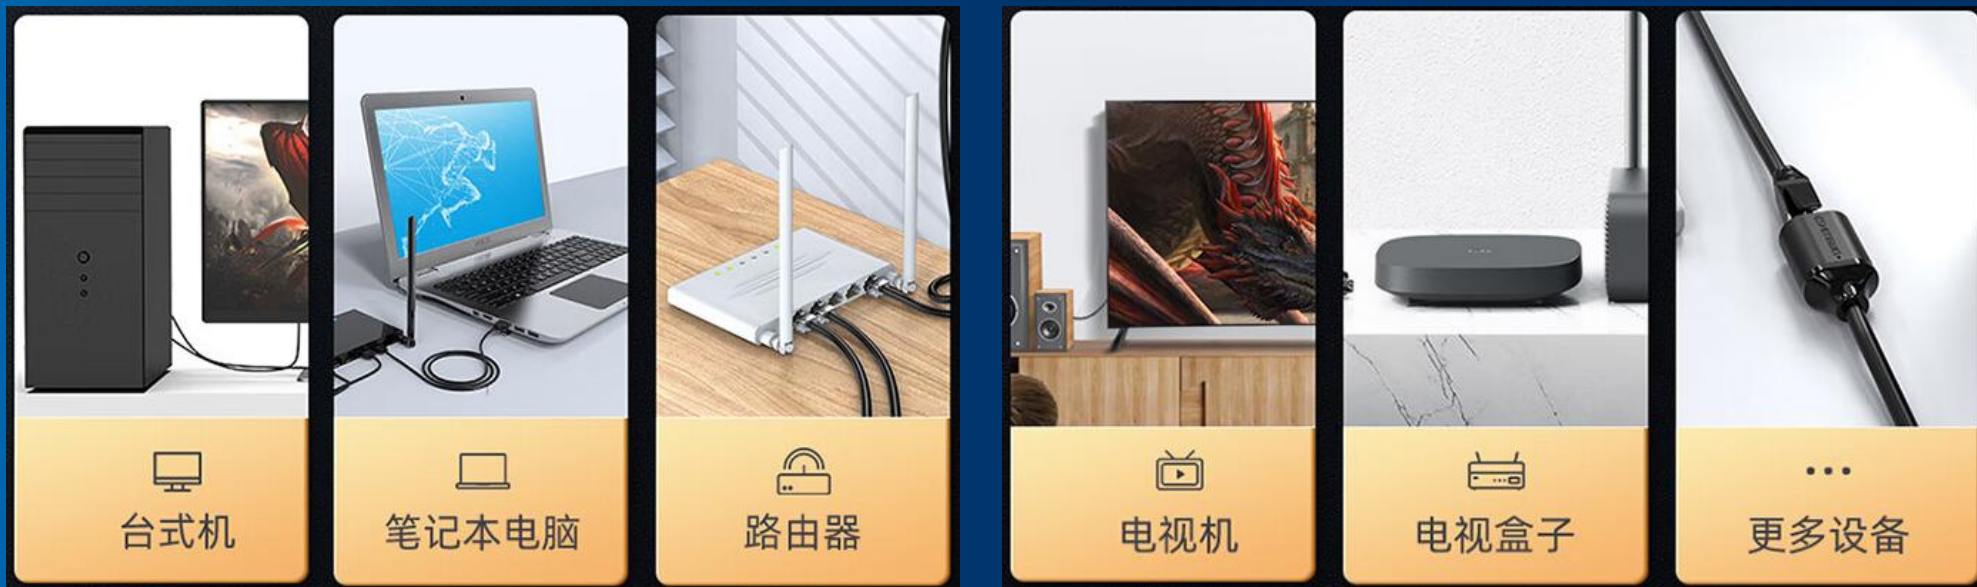 台式机
笔记本电脑
路由器
电视机
电视盒子
更多设备